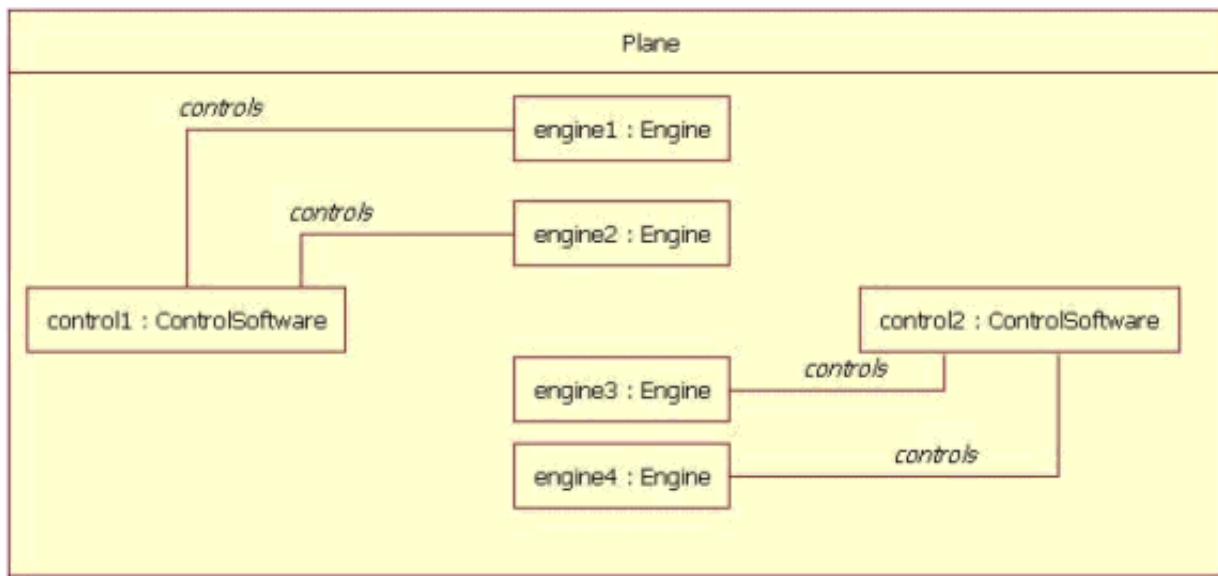 Plane
controls
engine1 : Engine
controls
engine2 : Engine
control1 : ControlSoftware
control2 : ControlSoftware
controls
engine3 : Engine
controls
engine4 : Engine